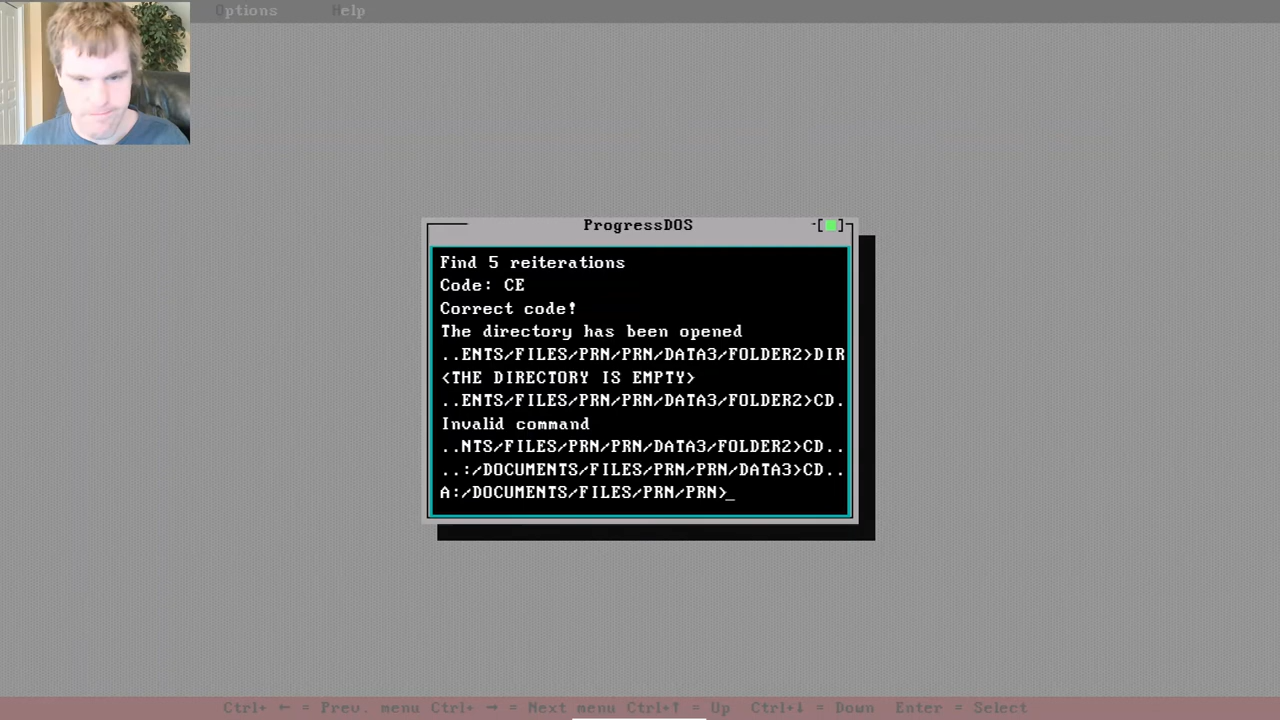 Options Help
ProgressDOS
Find 5 reiterations
Code: CE
Correct code!
The directory has been opened
..ENTS/FILES/PRN/PRN/DATA3/FOLDER2>DIR
<THE DIRECTORY IS EMPTY>
..ENTS/FILES/PRN/PRN/DATA3/FOLDER2>CD.
Invalid command
..NTS/FILES/PRN/PRN/DATA3/FOLDER2>CD..
..:/DOCUMENTS/FILES/PRN/PRN/DATA3>CD..
A:/DOCUMENTS/FILES/PRN/PRN>_
Ctrl+ ← = Prev. menu Ctrl+ → = Next menu Ctrl+↑ = Up Ctrl+↓ = Down Enter = Select